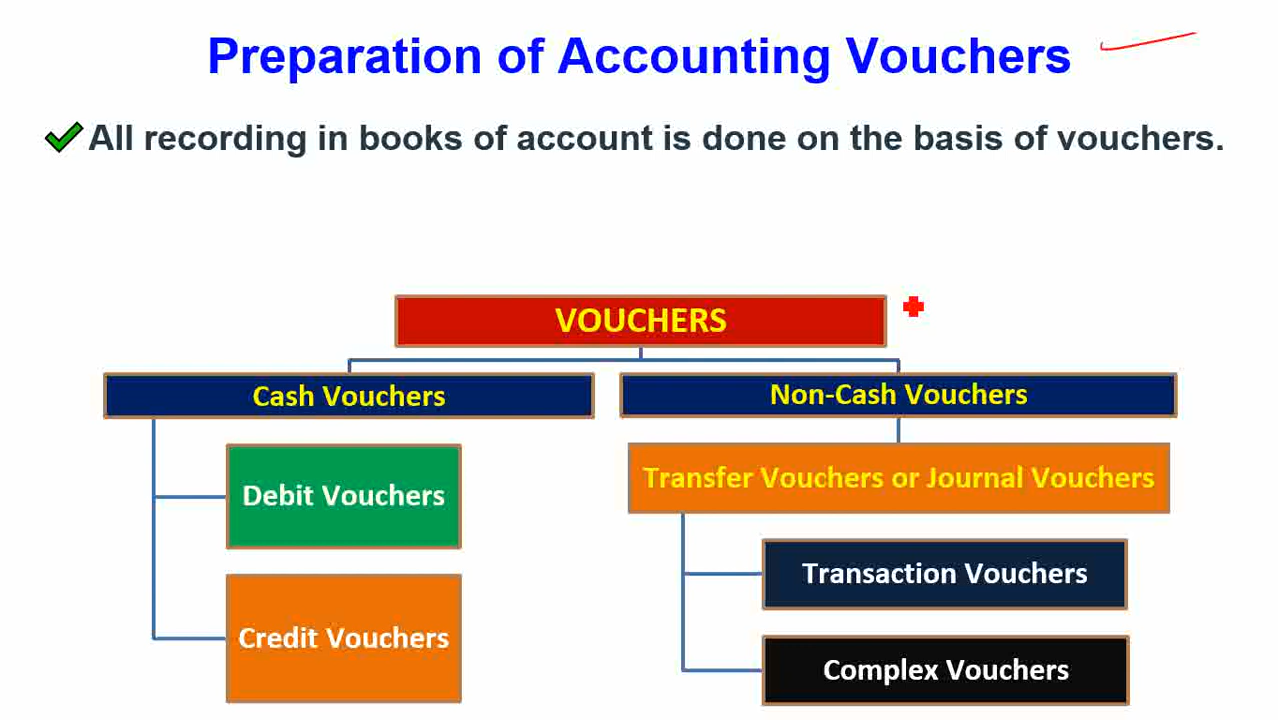 Preparation of Accounting Vouchers
All recording in books of account is done on the basis of vouchers.
VOUCHERS
Cash Vouchers
Non-Cash Vouchers
Debit Vouchers
Credit Vouchers
Transfer Vouchers or Journal Vouchers
Transaction Vouchers
Complex Vouchers